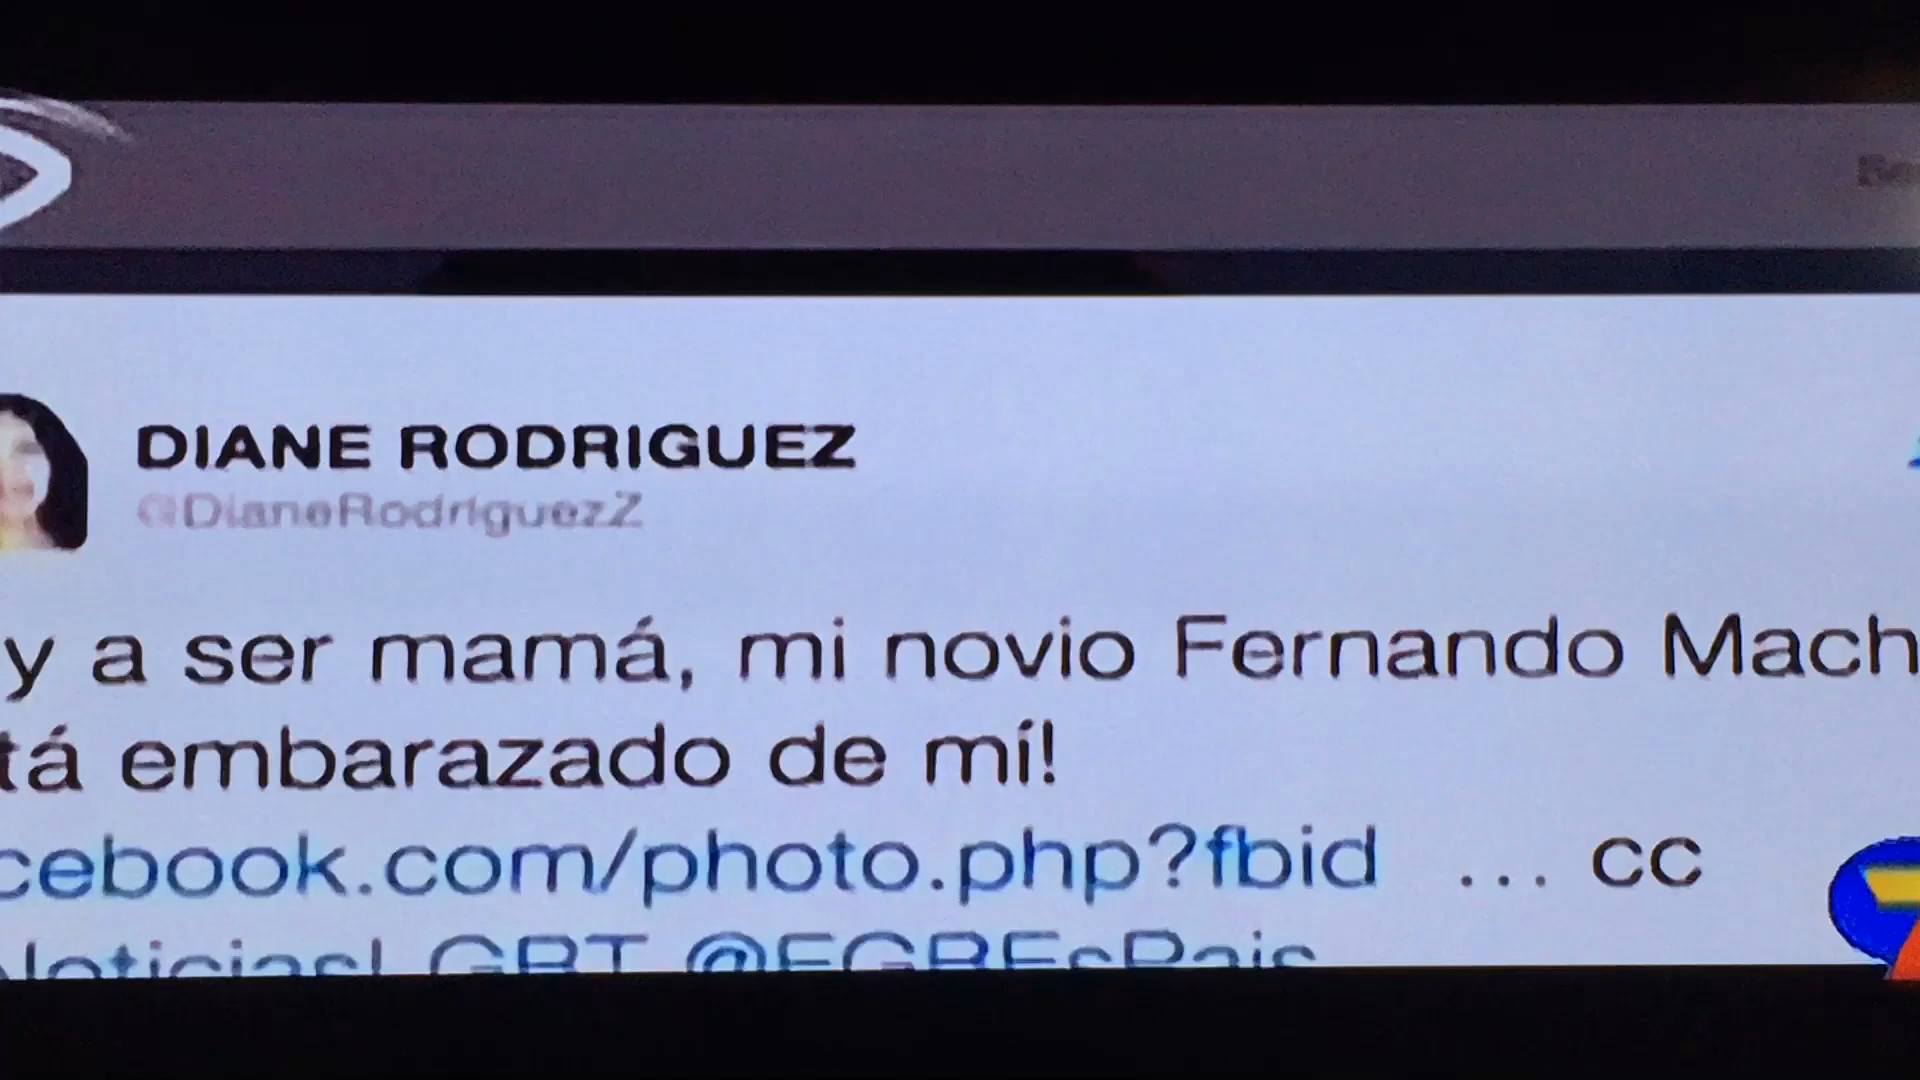 DIANE RODRIGUEZ
@DianeRodriguezZ
y a ser mamá, mi novio Fernando Mach
tá embarazado de mí!
cebook.com/photo.php?fbid ... cc
Noticias! GBT @EGREsPais